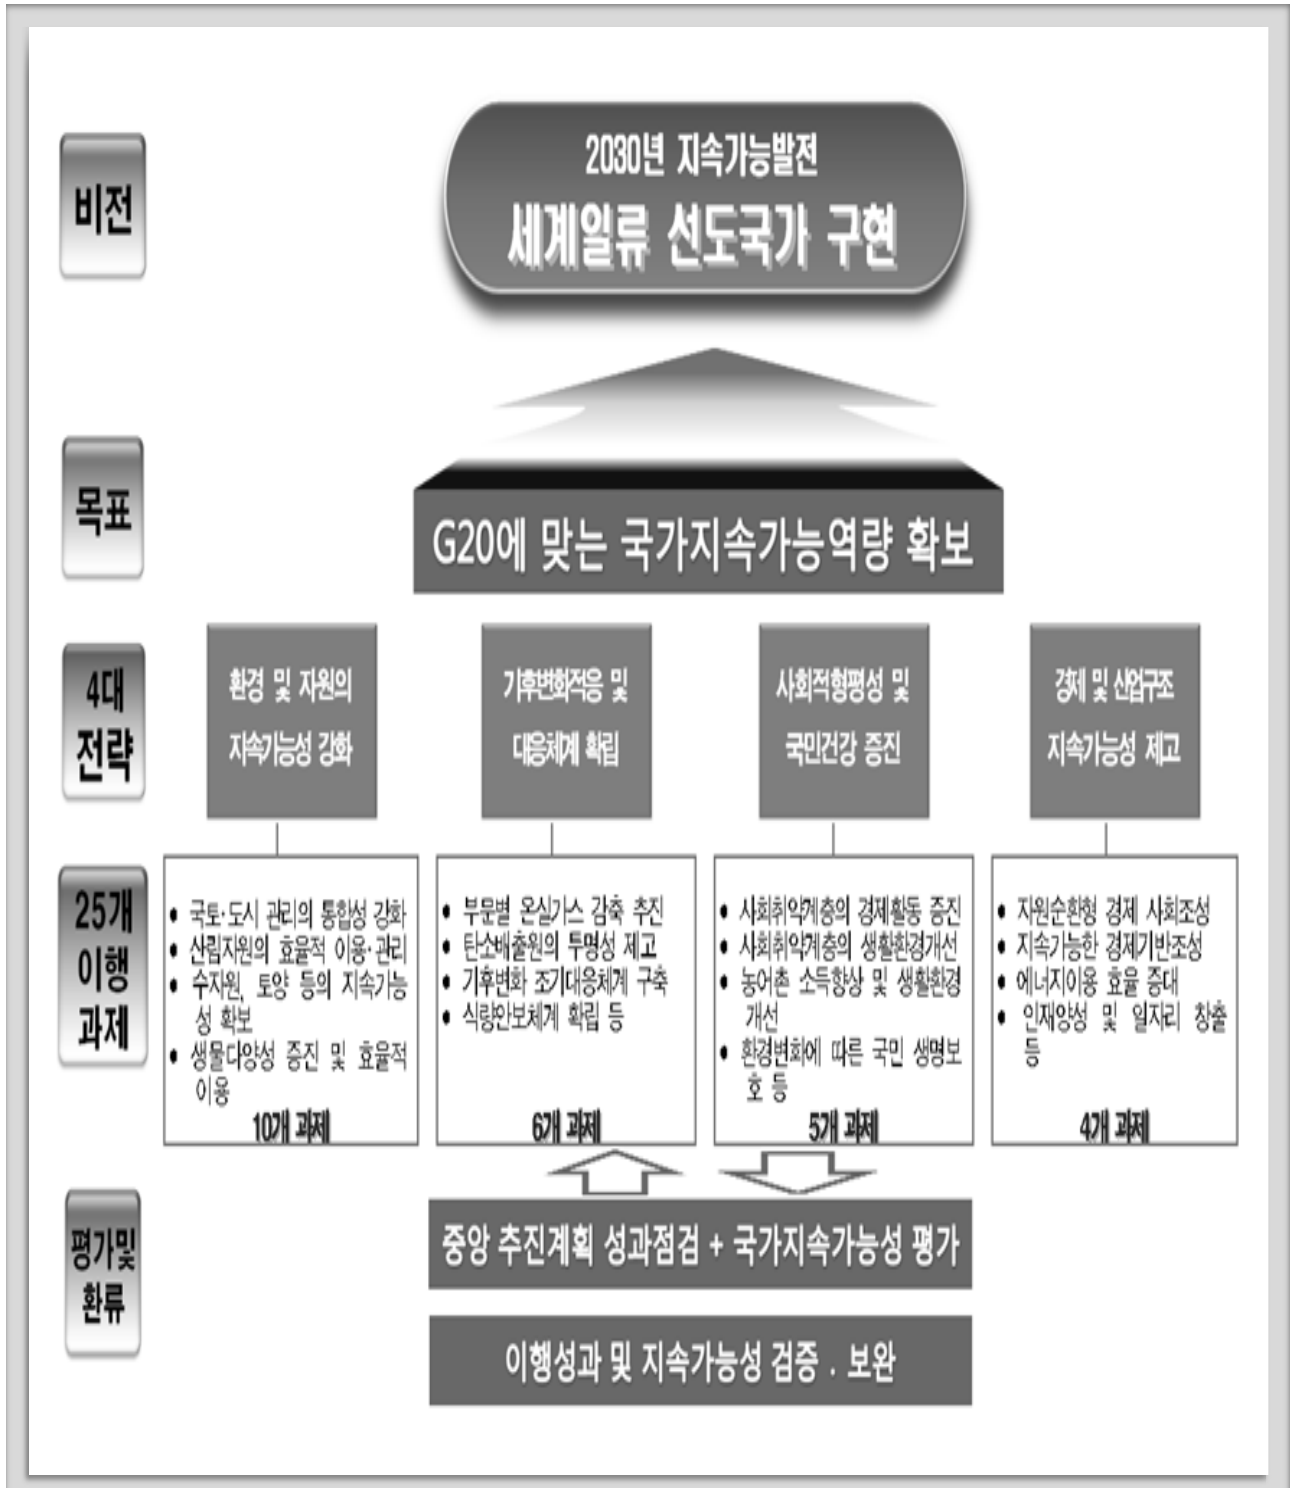 비전
2030년 지속가능발전
세계일류 선도국가 구현
목표
G20에 맞는 국가지속가능역량 확보
4대
전략
환경 및 자원의
지속가능성 강화
기후변화적응 및
대응체계 확립
사회적형평성 및
국민건강 증진
경제 및 산업구조
지속가능성 제고
25개
이행
과제
• 국토·도시 관리의 통합성 강화
• 산림자원의 효율적 이용·관리
• 수자원, 토양 등의 지속가능
성 확보
• 생물다양성 증진 및 효율적
이용
10개 과제
• 부문별 온실가스 감축 추진
• 탄소배출원의 투명성 제고
• 기후변화 조기대응체계 구축
• 식량안보체계 확립 등
6개 과제
• 사회취약계층의 경제활동 증진
• 사회취약계층의 생활환경개선
• 농어촌 소득향상 및 생활환경
개선
• 환경변화에 따른 국민 생명보
호 등
5개 과제
• 자원순환형 경제 사회조성
• 지속가능한 경제기반조성
• 에너지이용 효율 증대
• 인재양성 및 일자리 창출
등
4개 과제
평가및
환류
중앙 추진계획 성과점검 + 국가지속가능성 평가
이행성과 및 지속가능성 검증 . 보완